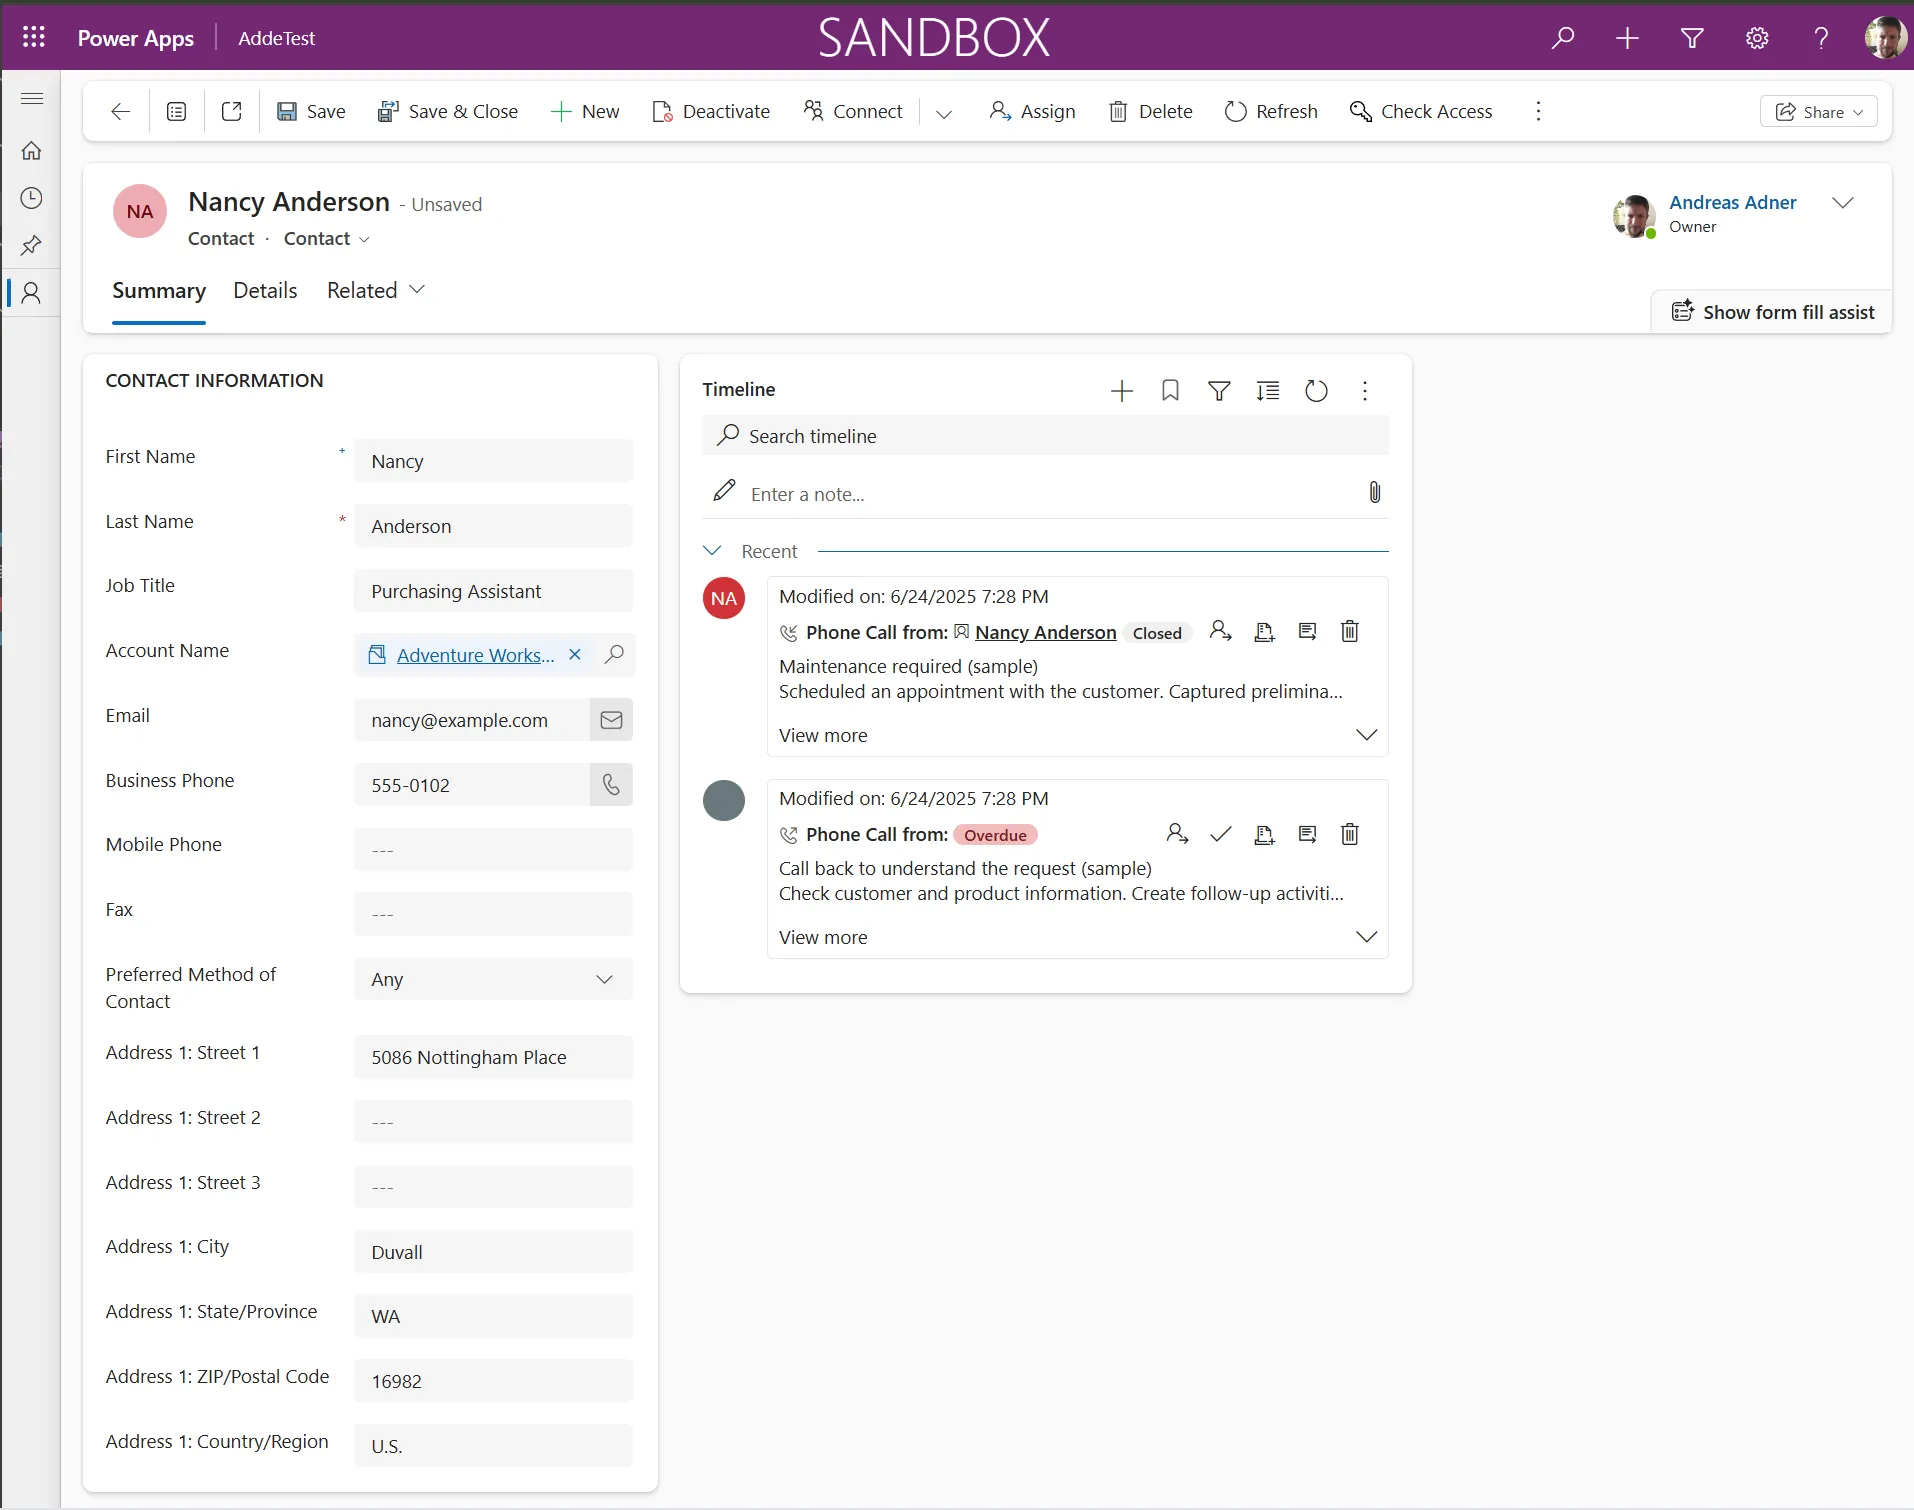 Power Apps AddeTest SANDBOX
Save Save & Close New Deactivate Connect Assign Delete Refresh Check Access Share
NA Nancy Anderson - Unsaved
Contact · Contact
Andreas Adner
Owner
Summary Details Related
Show form fill assist
CONTACT INFORMATION
First Name + Nancy
Last Name * Anderson
Job Title Purchasing Assistant
Account Name Adventure Works...
Email nancy@example.com
Business Phone 555-0102
Mobile Phone ---
Fax ---
Preferred Method of
Contact
Any
Address 1: Street 1 5086 Nottingham Place
Address 1: Street 2 ---
Address 1: Street 3 ---
Address 1: City Duvall
Address 1: State/Province WA
Address 1: ZIP/Postal Code 16982
Address 1: Country/Region U.S.
Timeline
Search timeline
Enter a note...
Recent
NA
Modified on: 6/24/2025 7:28 PM
Phone Call from: Nancy Anderson Closed
Maintenance required (sample)
Scheduled an appointment with the customer. Captured prelimina...
View more
Modified on: 6/24/2025 7:28 PM
Phone Call from: Overdue
Call back to understand the request (sample)
Check customer and product information. Create follow-up activiti...
View more